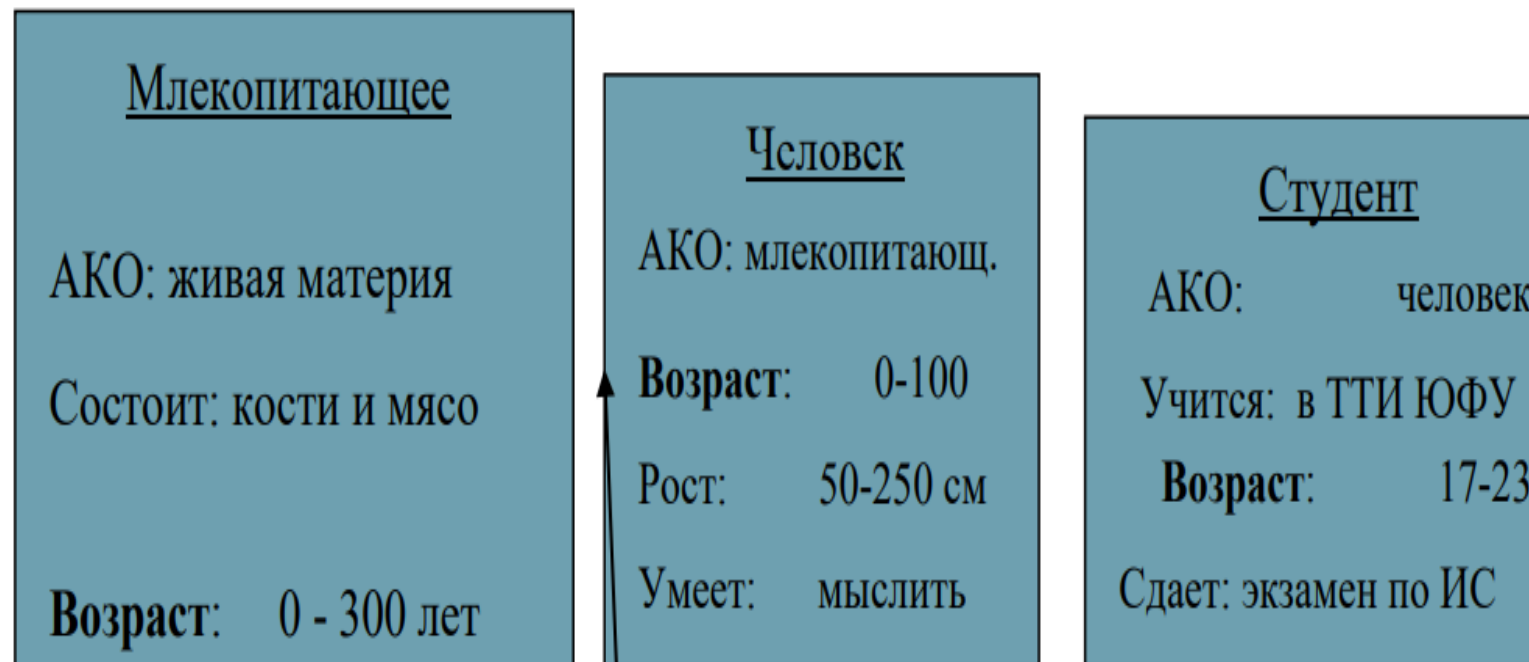 Млекопитающее
АКО: живая материя
Состоит: кости и мясо
Возраст: 0 - 300 лет
Человек
АКО: млекопитающ.
Возраст: 0-100
Рост: 50-250 см
Умеет: мыслить
Студент
АКО: человек
Учится: в ТТИ ЮФУ
Возраст: 17-23
Сдает: экзамен по ИС